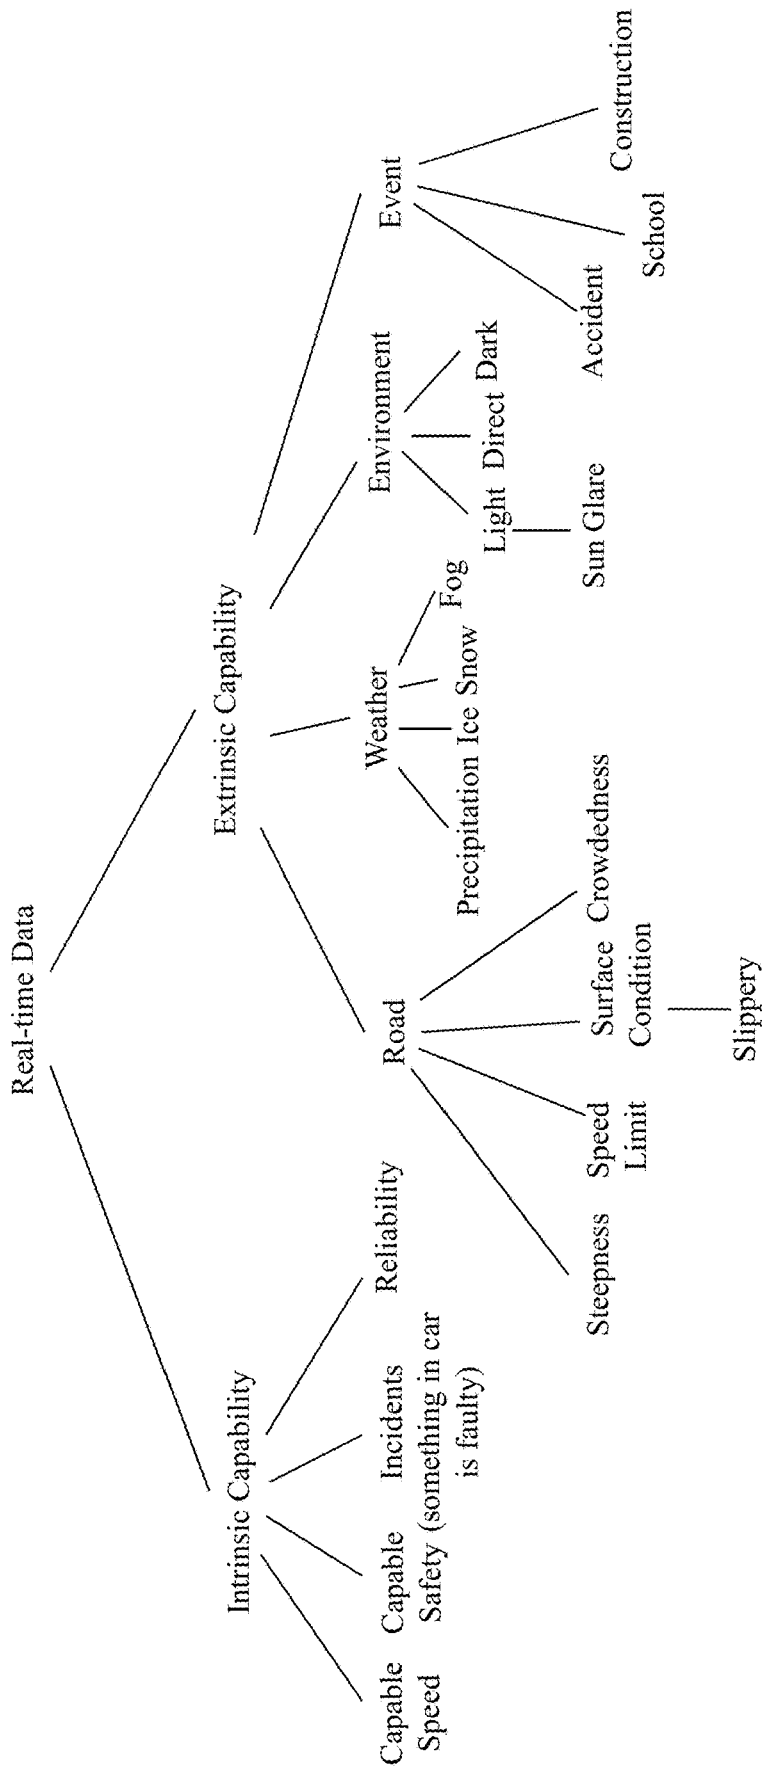 Real-time Data
Intrinsic Capability
Extrinsic Capability
Capable
Speed
Capable
Safety
Incidents
(something in car
is faulty)
Reliability
Road
Weather
Environment
Event
Steepness
Speed
Limit
Surface
Condition
Crowdedness
Slippery
Precipitation
Ice
Snow
Fog
Light
Direct
Dark
Sun Glare
Accident
School
Construction